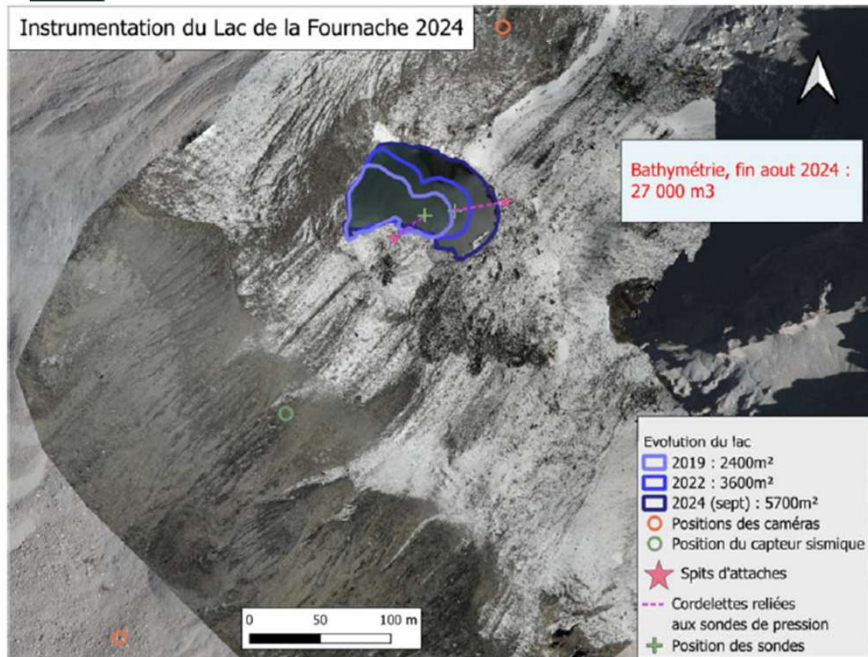 Instrumentation du Lac de la Fournache 2024
Bathymétrie, fin aout 2024 :
27 000 m3
Evolution du lac
2019 : 2400m²
2022 : 3600m²
2024 (sept) : 5700m²
Positions des caméras
Position du capteur sismique
Spits d'attaches
Cordelettes reliées
aux sondes de pression
Position des sondes
0 50 100 m